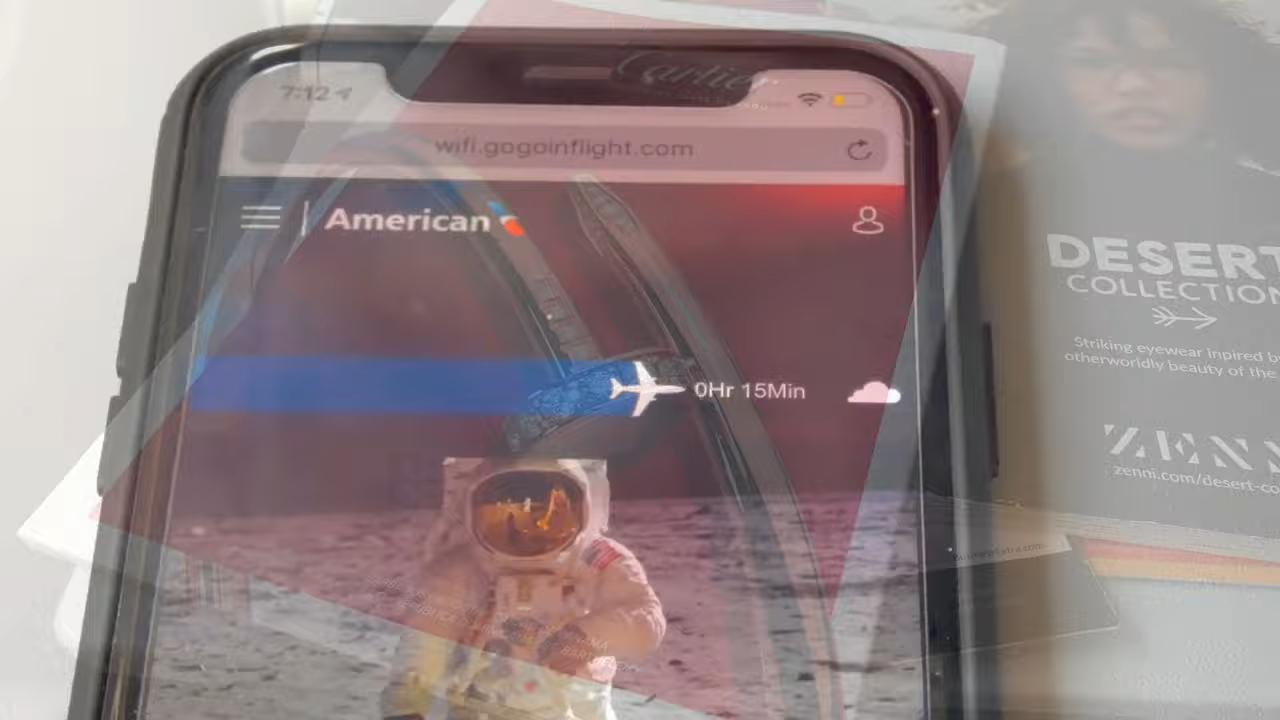 Cartier
7:12
wifi.gogoinflight.com
American
0Hr 15Min
DESERT
COLLECTION
Striking eyewear inpired by
otherworldly beauty of the
ZENNI
zenni.com/desert-co